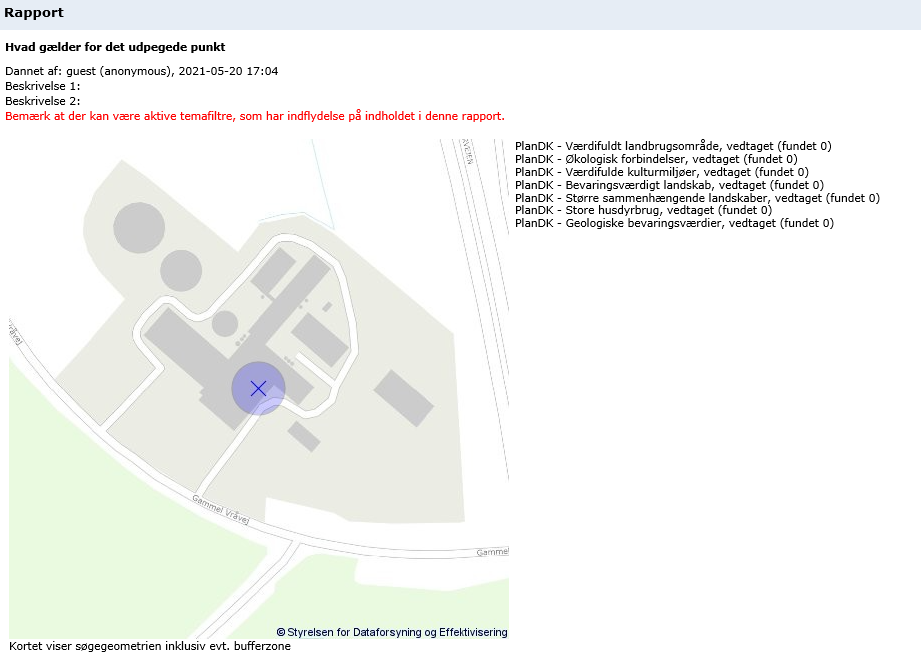 Rapport
Hvad gælder for det udpegede punkt
Dannet af: guest (anonymous), 2021-05-20 17:04
Beskrivelse 1:
Beskrivelse 2:
Bemærk at der kan være aktive temafiltre, som har indflydelse på indholdet i denne rapport.
PlanDK - Værdifuldt landbrugsområde, vedtaget (fundet 0)
PlanDK - Økologisk forbindelser, vedtaget (fundet 0)
PlanDK - Værdifulde kulturmiljøer, vedtaget (fundet 0)
PlanDK - Bevaringsværdigt landskab, vedtaget (fundet 0)
PlanDK - Større sammenhængende landskaber, vedtaget (fundet 0)
PlanDK - Store husdyrbrug, vedtaget (fundet 0)
PlanDK - Geologiske bevaringsværdier, vedtaget (fundet 0)
Gammel Vråvej
Gammel
© Styrelsen for Dataforsyning og Effektivisering
Kortet viser søgegeometrien inklusiv evt. bufferzone